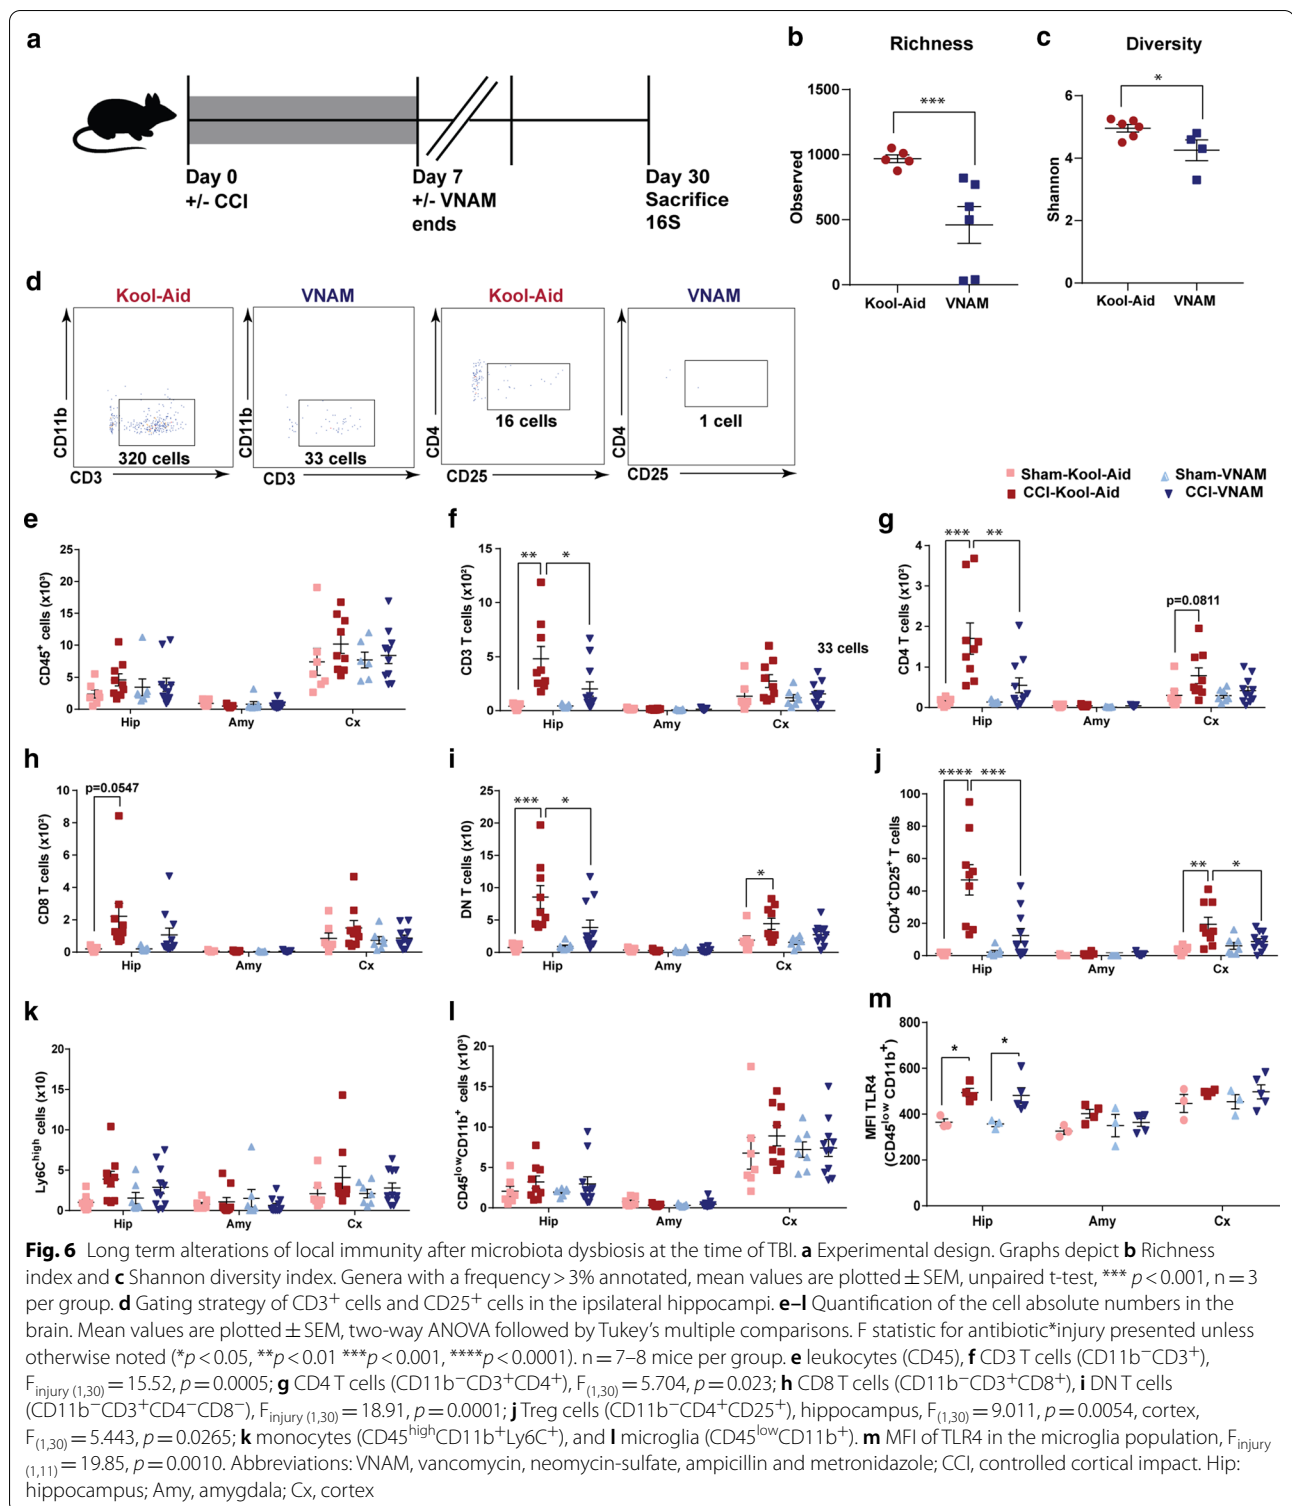 a
Day 0
+/- CCI
Day 7
+/- VNAM
ends
Day 30
Sacrifice
16S
b
Richness
***
1500
1000
500
0
Observed
Kool-Aid
VNAM
c
Diversity
*
6
4
2
0
Shannon
Kool-Aid
VNAM
d
Kool-Aid
VNAM
Kool-Aid
VNAM
CD11b
320 cells
CD3
CD11b
33 cells
CD3
CD4
16 cells
CD25
CD4
1 cell
CD25
Sham-Kool-Aid
Sham-VNAM
CCI-Kool-Aid
CCI-VNAM
e
CD45⁺ cells (x10³)
25
20
15
10
5
0
Hip
Amy
Cx
f
CD3 T cells (x10²)
15
10
5
0
**
*
33 cells
Hip
Amy
Cx
g
CD4 T cells (x10²)
4
3
2
1
0
***
**
p=0.0811
Hip
Amy
Cx
h
CD8 T cells (x10²)
10
8
6
4
2
0
p=0.0547
Hip
Amy
Cx
i
DN T cells (x10)
20
15
10
5
0
***
*
*
Hip
Amy
Cx
j
CD4⁺CD25⁺ T cells
100
80
60
40
20
0
****
***
**
*
Hip
Amy
Cx
k
Ly6Chigh cells (x10)
20
15
10
5
0
Hip
Amy
Cx
l
CD45lowCD11b⁺ cells (x10³)
20
15
10
5
0
Hip
Amy
Cx
m
MFI TLR4
(CD45low CD11b⁺)
800
600
400
200
0
*
*
Hip
Amy
Cx
Fig. 6 Long term alterations of local immunity after microbiota dysbiosis at the time of TBI. a Experimental design. Graphs depict b Richness
index and c Shannon diversity index. Genera with a frequency > 3% annotated, mean values are plotted ± SEM, unpaired t-test, *** p < 0.001, n = 3
per group. d Gating strategy of CD3⁺ cells and CD25⁺ cells in the ipsilateral hippocampi. e–l Quantification of the cell absolute numbers in the
brain. Mean values are plotted ± SEM, two-way ANOVA followed by Tukey's multiple comparisons. F statistic for antibiotic*injury presented unless
otherwise noted (*p < 0.05, **p < 0.01 ***p < 0.001, ****p < 0.0001). n = 7–8 mice per group. e leukocytes (CD45), f CD3 T cells (CD11b⁻CD3⁺),
Finjury (1,30) = 15.52, p = 0.0005; g CD4 T cells (CD11b⁻CD3⁺CD4⁺), F(1,30) = 5.704, p = 0.023; h CD8 T cells (CD11b⁻CD3⁺CD8⁺), i DN T cells
(CD11b⁻CD3⁺CD4⁻CD8⁻), Finjury (1,30) = 18.91, p = 0.0001; j Treg cells (CD11b⁻CD4⁺CD25⁺), hippocampus, F(1,30) = 9.011, p = 0.0054, cortex,
F(1,30) = 5.443, p = 0.0265; k monocytes (CD45highCD11b⁺Ly6C⁺), and l microglia (CD45lowCD11b⁺). m MFI of TLR4 in the microglia population, Finjury
(1,11) = 19.85, p = 0.0010. Abbreviations: VNAM, vancomycin, neomycin-sulfate, ampicillin and metronidazole; CCI, controlled cortical impact. Hip:
hippocampus; Amy, amygdala; Cx, cortex